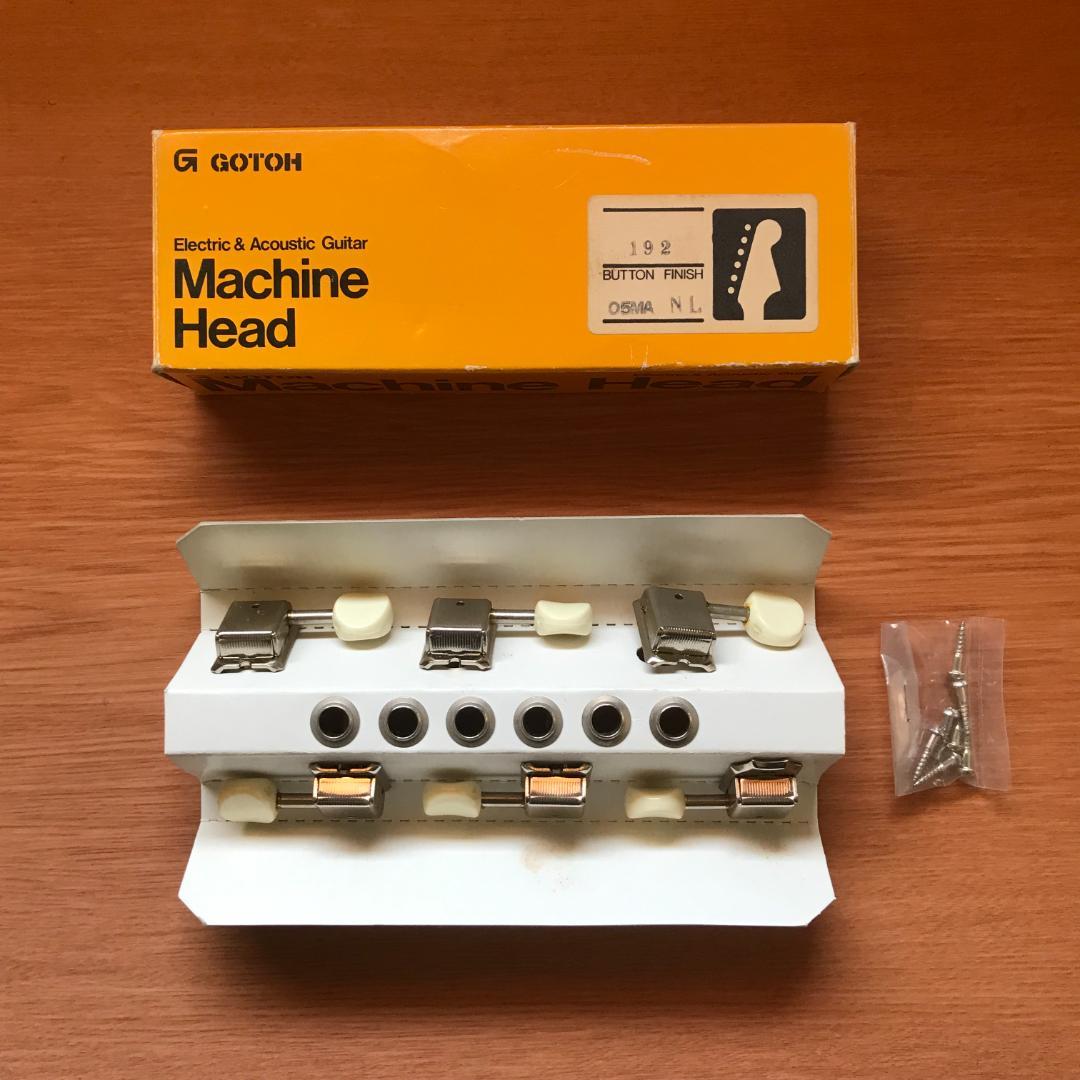 G GOTOH
Electric & Acoustic Guitar
Machine
Head
192
BUTTON FINISH
05MA NL
Machine Head